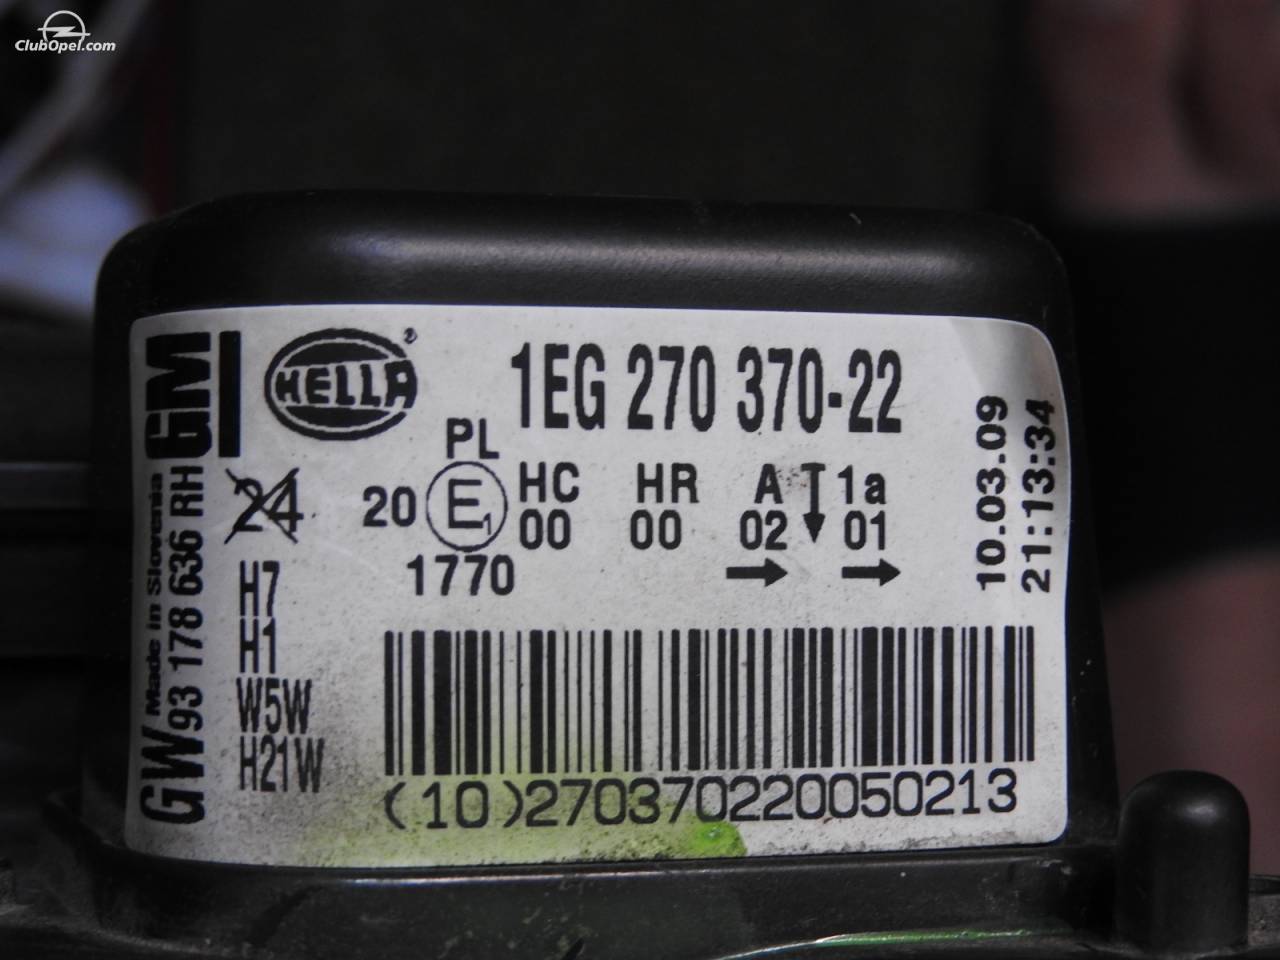 ClubOpel.com
GM
HELLA
1EG 270 370-22
PL
24
20 E1
HC HR A 1a
00 00 02 01
1770
H7
H1
W5W
H21W
Made in Slovenia
GW 93 178 636 RH
10.03.09
21:13:34
(10)270370220050213